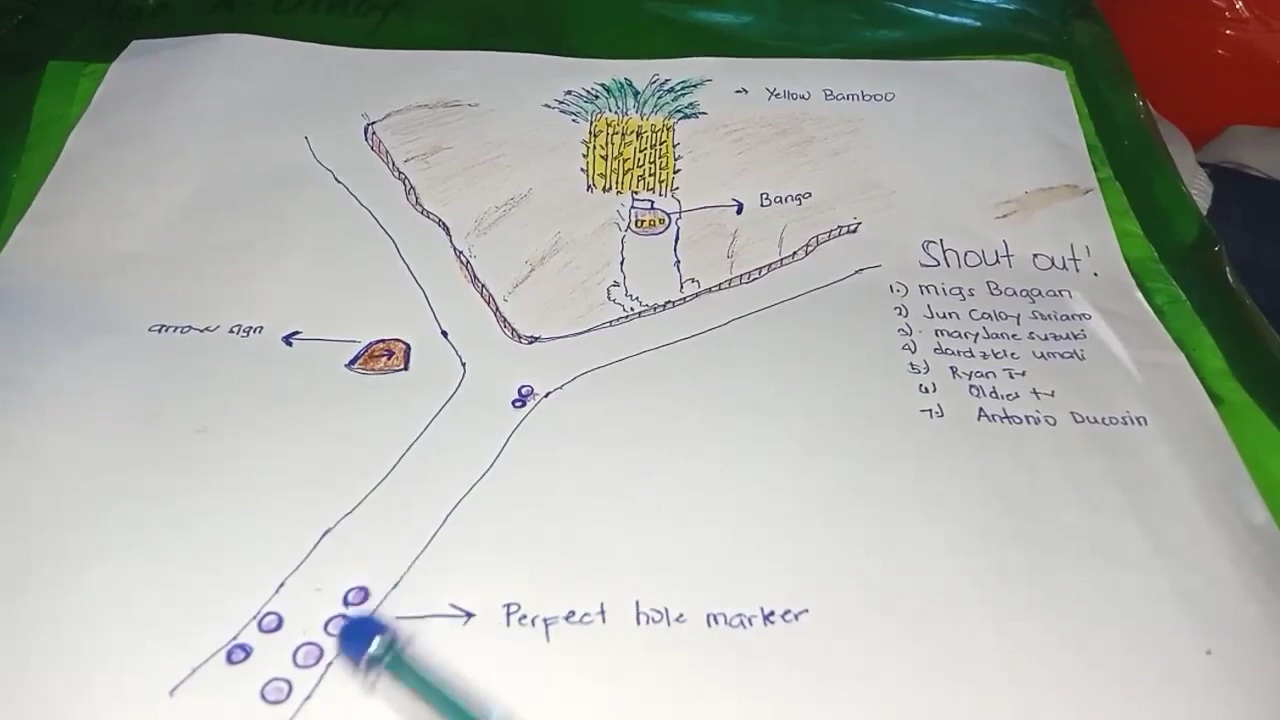 → Yellow Bamboo
Banga
arrow sign
Shout out!
1.) Migs Bagaan
2) Jun Caloy Soriano
3) maryJane suzuki
4) dardzkie umali
5) Ryan Tv
6) Oldies tv
7) Antonio Ducosin
Perfect hole marker